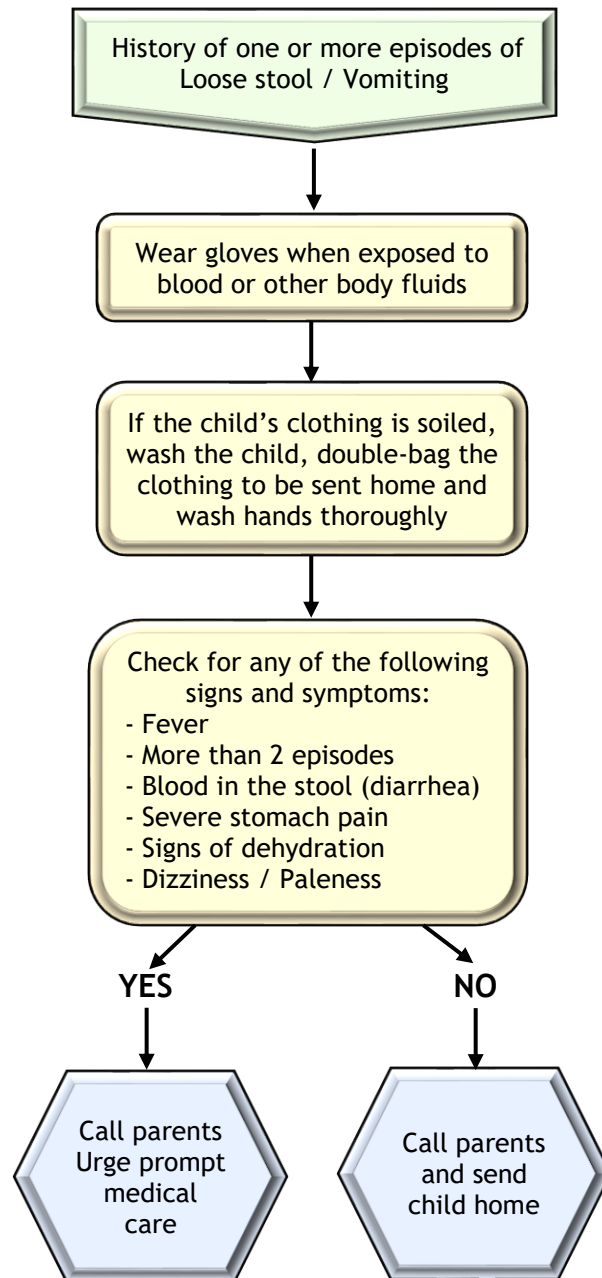 History of one or more episodes of
Loose stool / Vomiting
Wear gloves when exposed to
blood or other body fluids
If the child’s clothing is soiled,
wash the child, double-bag the
clothing to be sent home and
wash hands thoroughly
Check for any of the following
signs and symptoms:
- Fever
- More than 2 episodes
- Blood in the stool (diarrhea)
- Severe stomach pain
- Signs of dehydration
- Dizziness / Paleness
YES
NO
Call parents
Urge prompt
medical
care
Call parents
and send
child home